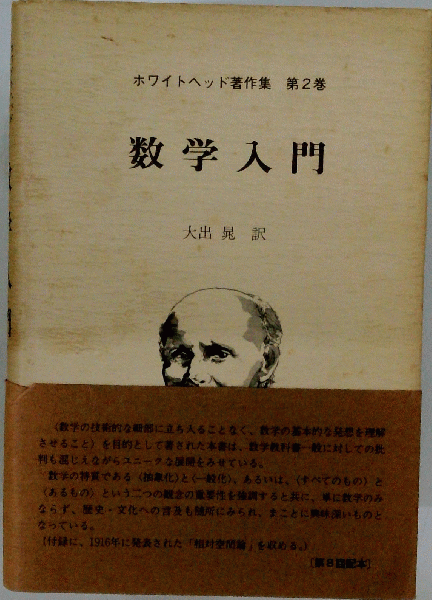 ホワイトヘッド著作集 第2巻
数学入門
大出 晁 訳
〈数学の技術的な細部に立ち入ることなく、数学の基本的な発想を理解
させること〉を目的として著された本書は、数学教科書一般に対しての批
判も混じえながらユニークな展開をみせている。
数学の特質である〈抽象化〉と〈一般化〉、あるいは、〈すべてのもの〉と
〈あるもの〉という二つの観念の重要性を強調すると共に、単に数学のみ
ならず、歴史・文化への言及も随所にみられ、まことに興味深いものと
なっている。
〔付録に、1916年に発表された「相対空間論」を収める。〕
[第8回配本]
数学入門